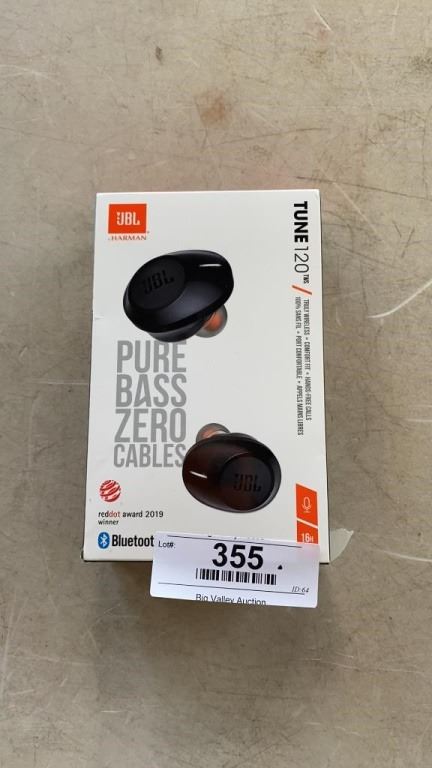 JBL
by HARMAN
TUNE 120 TWS
TRULY WIRELESS • COMFORT FIT • HANDS-FREE CALLS
100% SANS FIL • PORT CONFORTABLE • APPELS MAINS LIBRES
JBL
PURE
BASS
ZERO
CABLES
JBL
reddot award 2019
winner
Bluetooth
16H
Lot#:
355
ID:64
Big Valley Auction